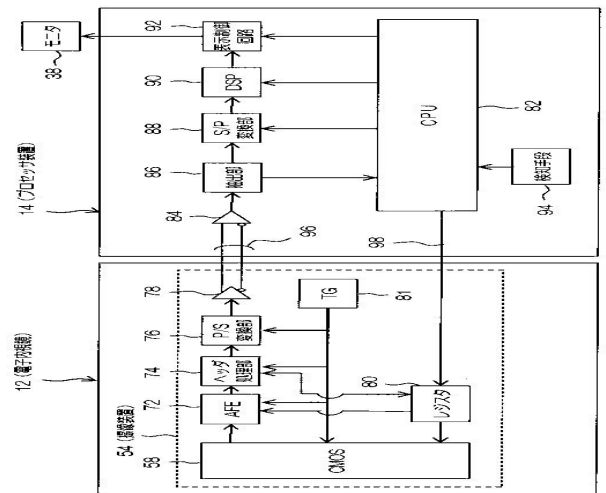 12(電子内視鏡)
54(撮像装置)
58
CMOS
72
AFE
74
ヘッダ
処理部
76
P/S
変換部
78
TG
81
80
レジスタ
14(プロセッサ装置)
96
98
84
86
抽出部
88
S/P
変換部
90
DSP
92
表示制御
回路
モニタ
38
CPU
82
検知手段
94